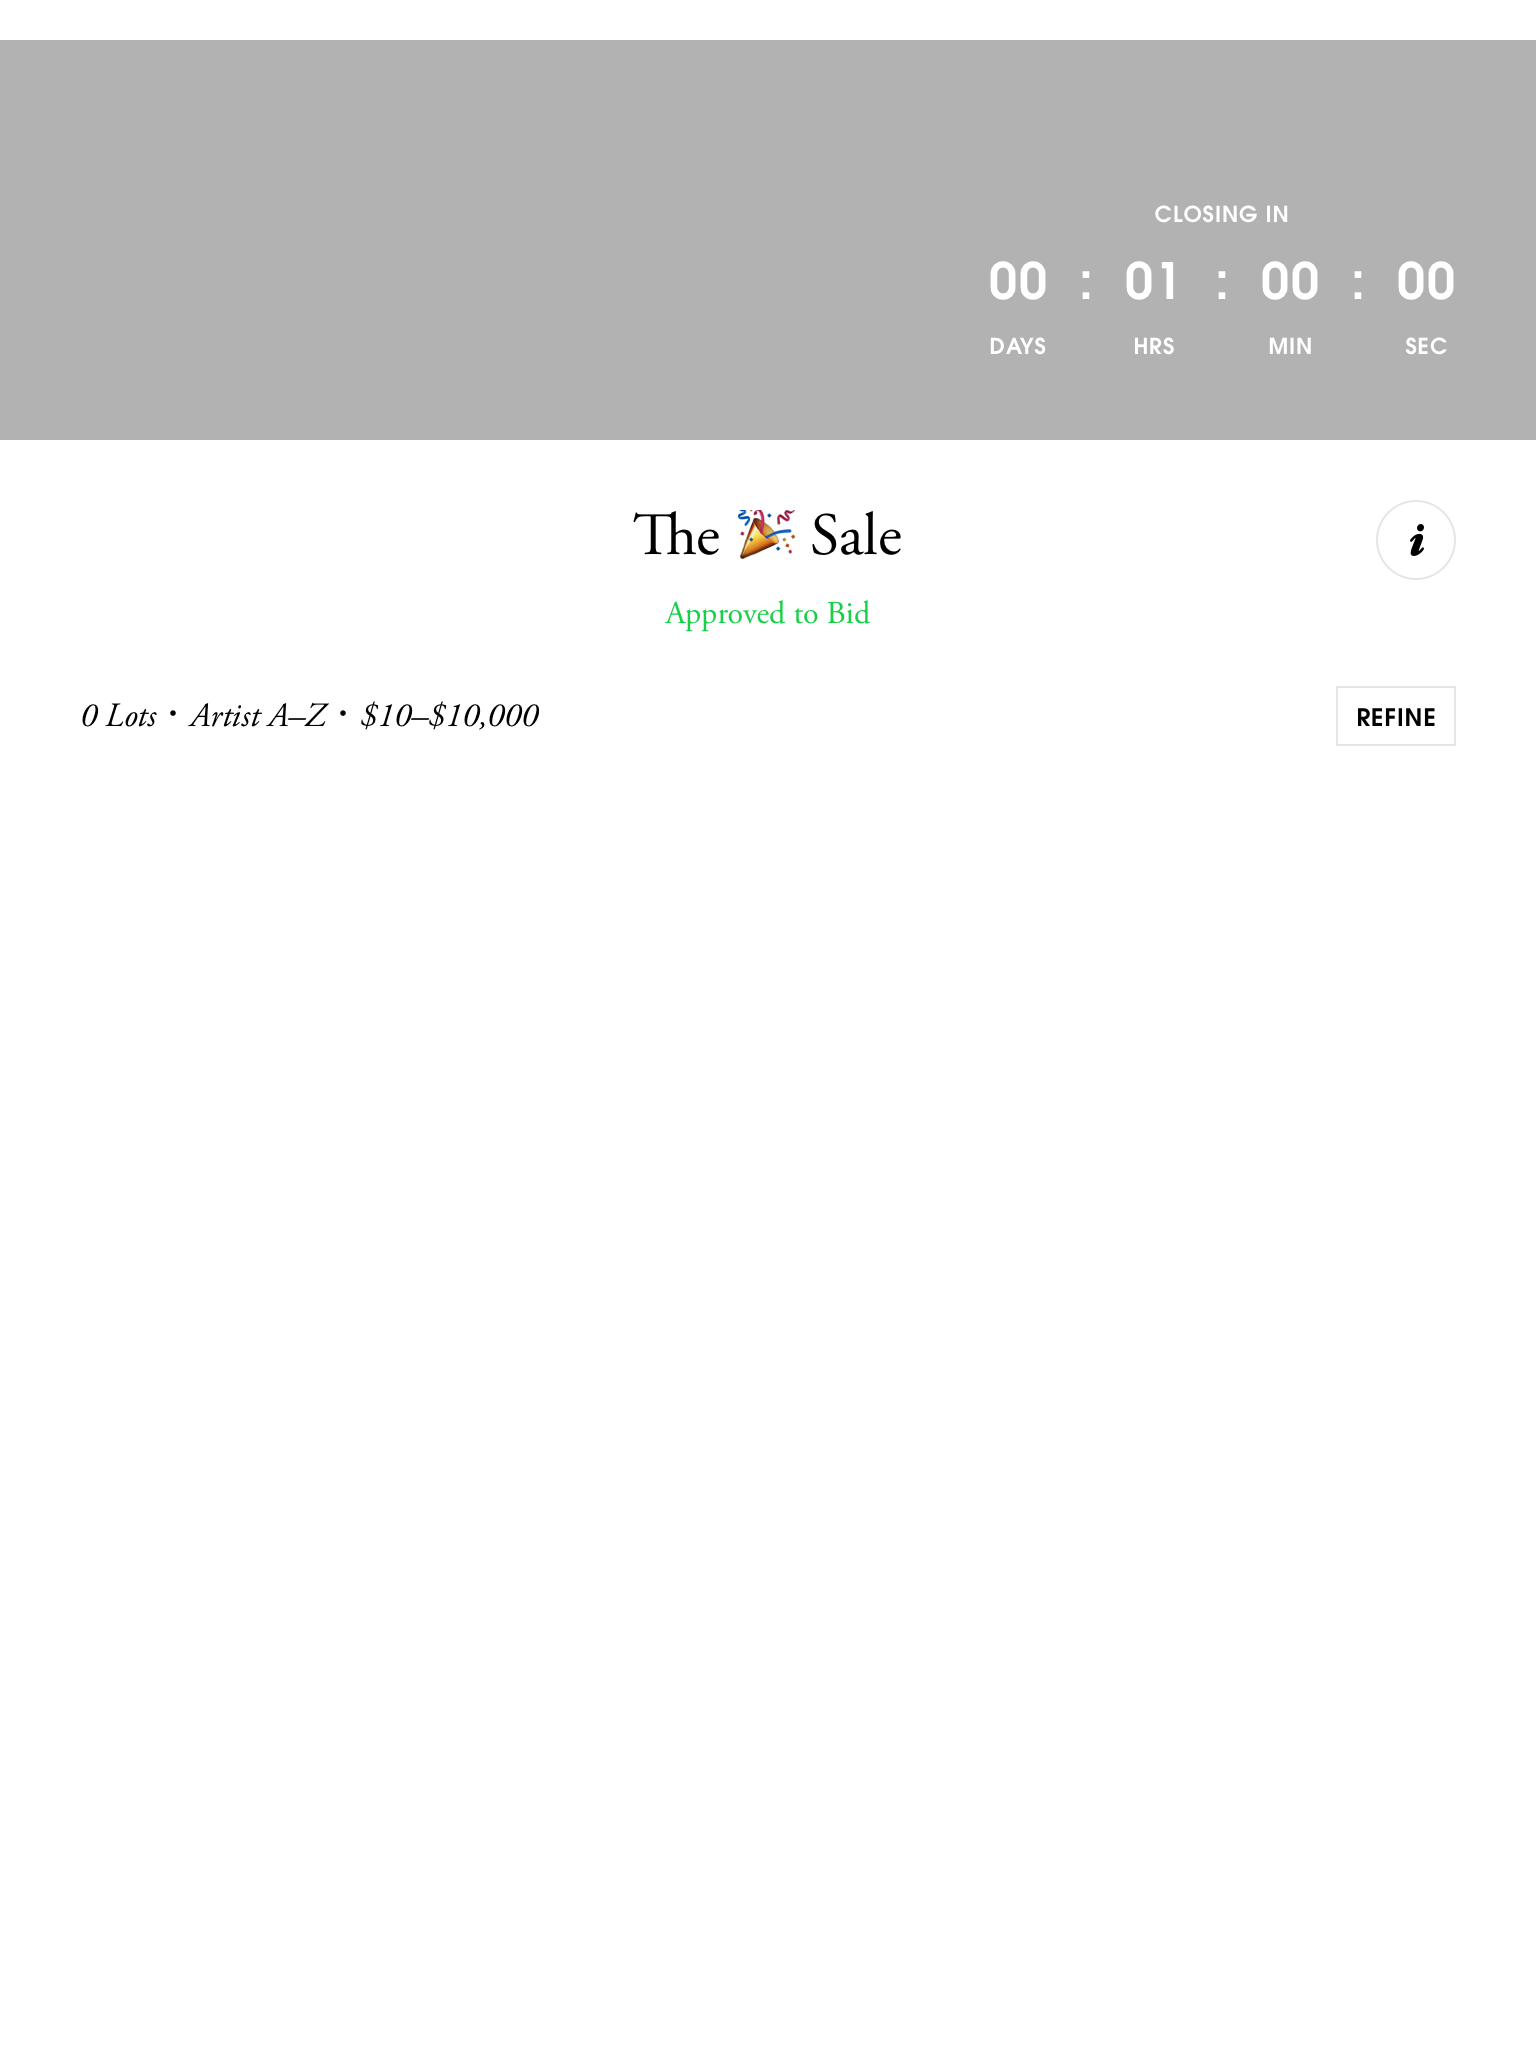 CLOSING IN
00 : 01 : 00 : 00
DAYS HRS MIN SEC
The 🎉 Sale
i
Approved to Bid
0 Lots • Artist A–Z • $10–$10,000
REFINE